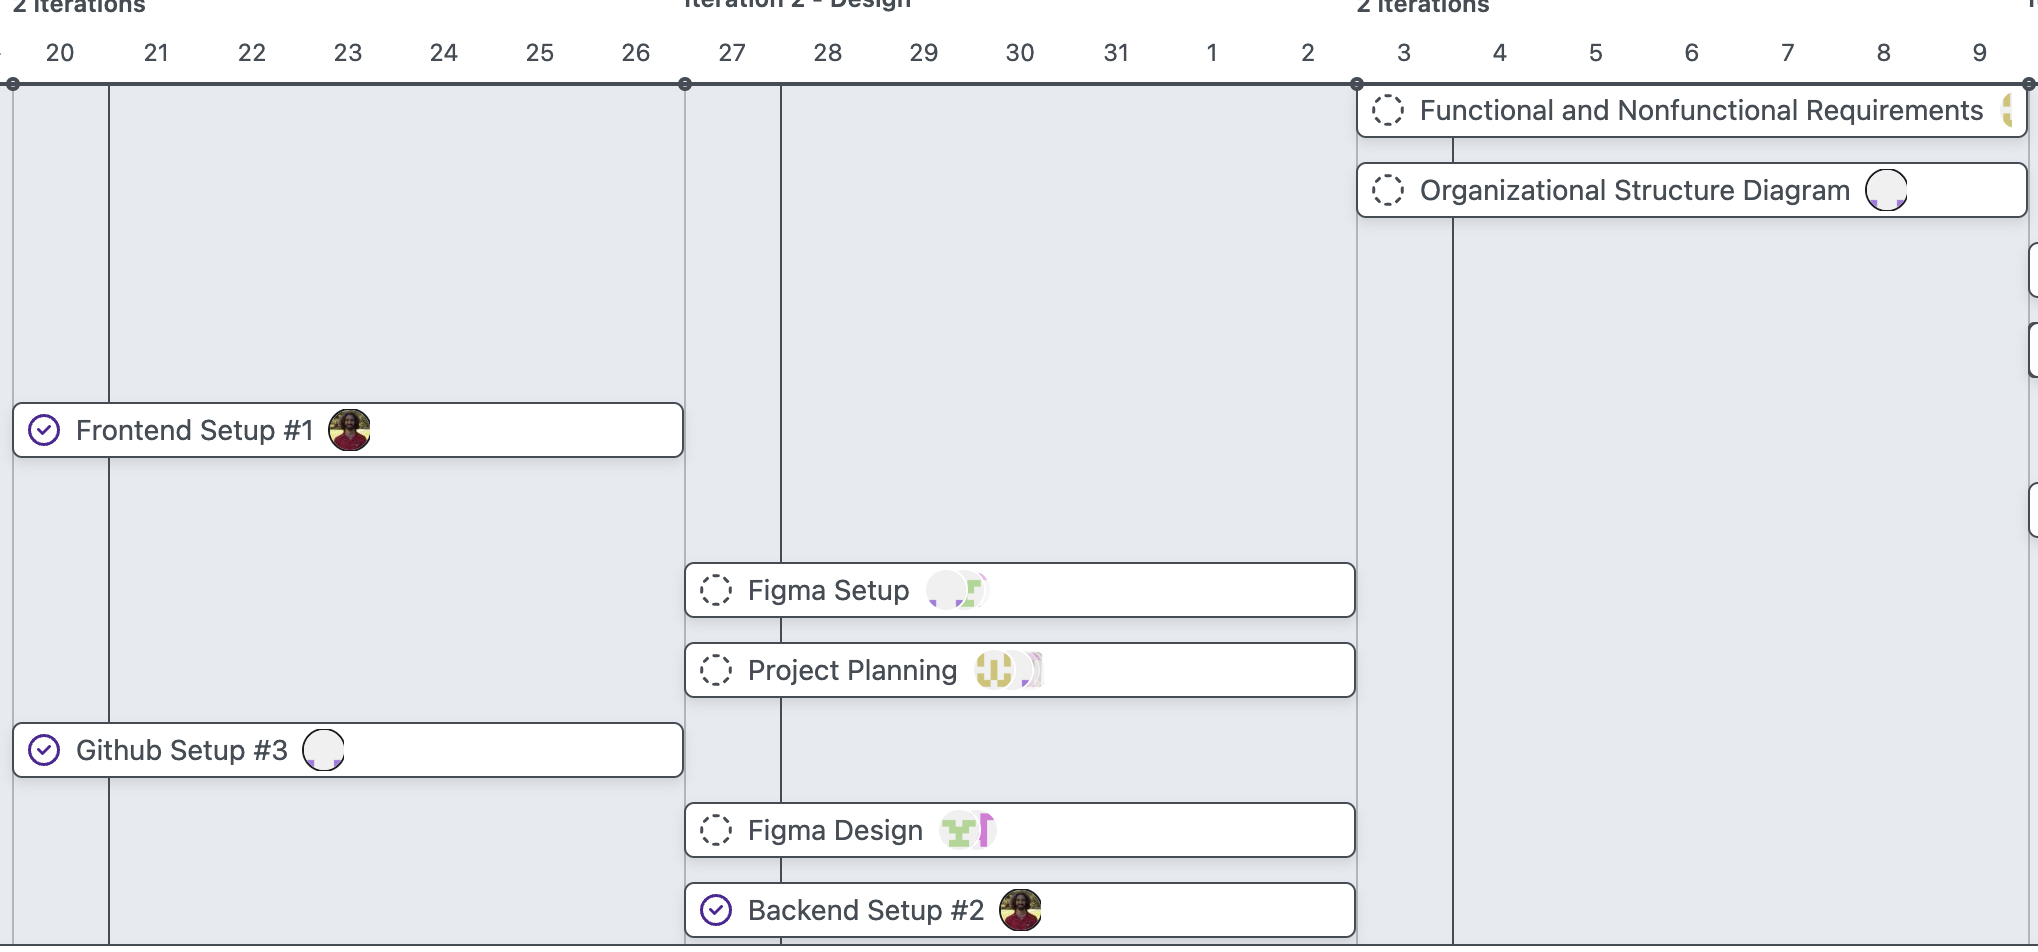 2 Iterations Iteration 2 - Design 2 Iterations
20 21 22 23 24 25 26 27 28 29 30 31 1 2 3 4 5 6 7 8 9
Functional and Nonfunctional Requirements
Organizational Structure Diagram
Frontend Setup #1
Figma Setup
Project Planning
Github Setup #3
Figma Design
Backend Setup #2